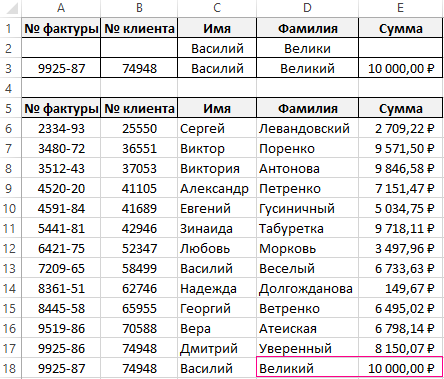 A B C D E
1 № фактуры № клиента Имя Фамилия Сумма
2 Василий Велики
3 9925-87 74948 Василий Великий 10 000,00 ₽
4
5 № фактуры № клиента Имя Фамилия Сумма
6 2334-93 25550 Сергей Левандовский 2 709,22 ₽
7 3480-72 36551 Виктор Поренко 9 571,50 ₽
8 3512-43 37053 Виктория Антонова 9 846,58 ₽
9 4520-20 41105 Александр Петренко 7 151,47 ₽
10 4591-84 41689 Евгений Гусиничный 5 034,75 ₽
11 5441-81 42946 Зинаида Табуретка 9 718,11 ₽
12 6421-75 52347 Любовь Морковь 3 497,96 ₽
13 7209-65 58499 Василий Веселый 6 733,63 ₽
14 8361-51 62746 Надежда Долгожданова 149,67 ₽
15 8445-58 65955 Георгий Ветренко 6 495,02 ₽
16 9519-86 70588 Вера Атеиская 6 798,14 ₽
17 9925-86 74948 Дмитрий Уверенный 8 150,07 ₽
18 9925-87 74948 Василий Великий 10 000,00 ₽